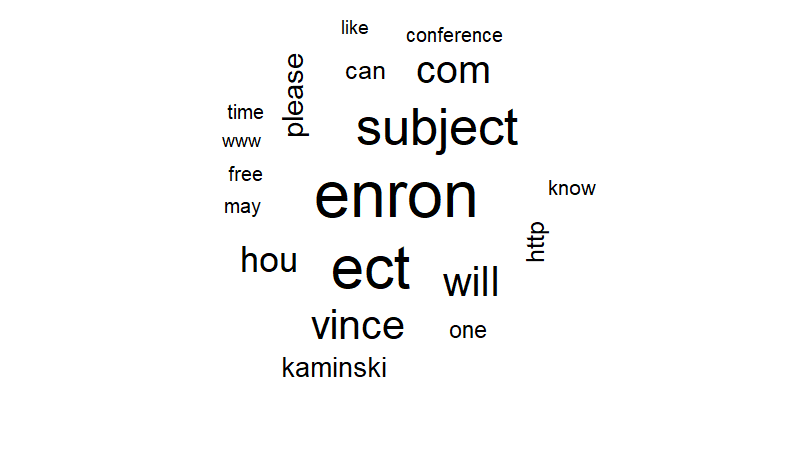 like
conference
can
com
please
time
subject
www
free
enron
know
may
http
hou
ect
will
vince
one
kaminski